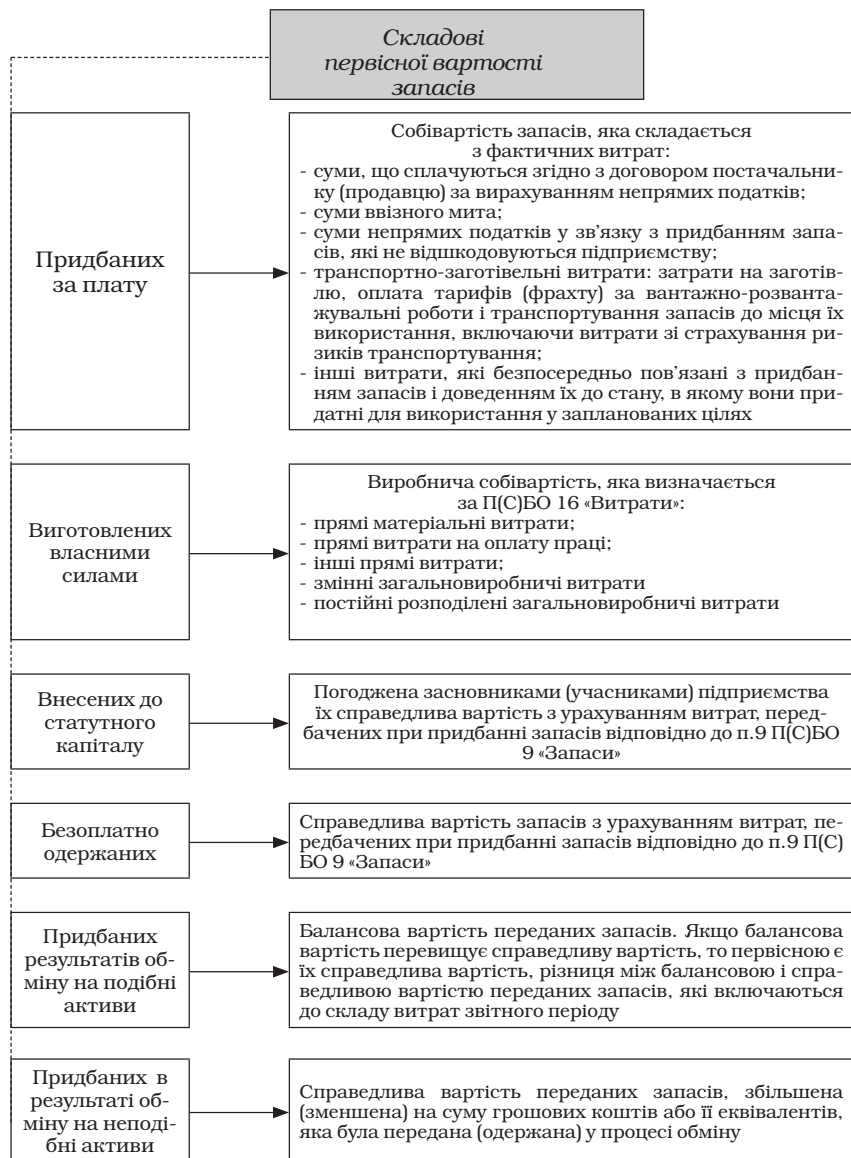 Складові
первісної вартості
запасів
Придбаних
за плату
Собівартість запасів, яка складається
з фактичних витрат:
- суми, що сплачуються згідно з договором постачальни-
ку (продавцю) за вирахуванням непрямих податків;
- суми ввізного мита;
- суми непрямих податків у зв'язку з придбанням запа-
сів, які не відшкодовуються підприємству;
- транспортно-заготівельні витрати: затрати на заготів-
лю, оплата тарифів (фрахту) за вантажно-розванта-
жувальні роботи і транспортування запасів до місця їх
використання, включаючи витрати зі страхування ри-
зиків транспортування;
- інші витрати, які безпосередньо пов'язані з придбан-
ням запасів і доведенням їх до стану, в якому вони при-
датні для використання у запланованих цілях
Виготовлених
власними
силами
Виробнича собівартість, яка визначається
за П(С)БО 16 «Витрати»:
- прямі матеріальні витрати;
- прямі витрати на оплату праці;
- інші прямі витрати;
- змінні загальновиробничі витрати
- постійні розподілені загальновиробничі витрати
Внесених до
статутного
капіталу
Погоджена засновниками (учасниками) підприємства
їх справедлива вартість з урахуванням витрат, перед-
бачених при придбанні запасів відповідно до п.9 П(С)БО
9 «Запаси»
Безоплатно
одержаних
Справедлива вартість запасів з урахуванням витрат, пе-
редбачених при придбанні запасів відповідно до п.9 П(С)
БО 9 «Запаси»
Придбаних
результатів об-
міну на подібні
активи
Балансова вартість переданих запасів. Якщо балансова
вартість перевищує справедливу вартість, то первісною є
їх справедлива вартість, різниця між балансовою і спра-
ведливою вартістю переданих запасів, які включаються
до складу витрат звітного періоду
Придбаних в
результаті об-
міну на неподі-
бні активи
Справедлива вартість переданих запасів, збільшена
(зменшена) на суму грошових коштів або її еквівалентів,
яка була передана (одержана) у процесі обміну